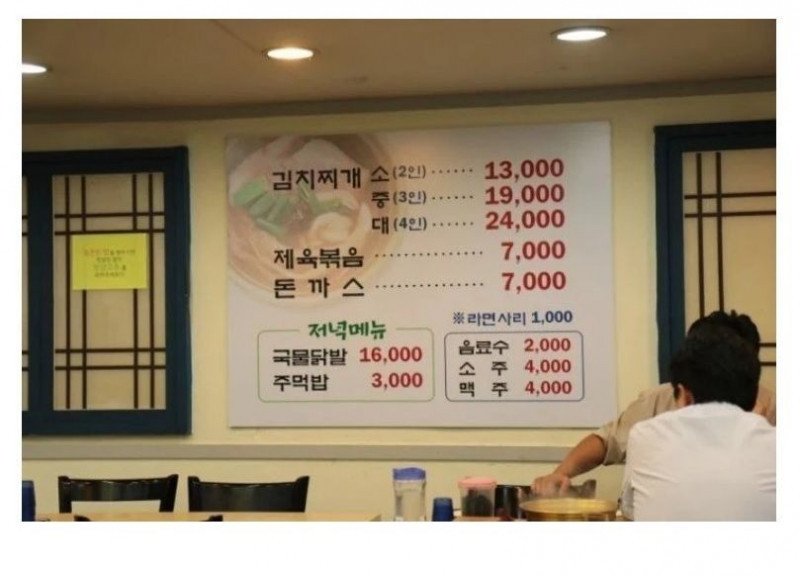 김치찌개 소 (2인) ······ 13,000
중 (3인) ······ 19,000
대 (4인) ······ 24,000
제육볶음 ············ 7,000
돈까스 ············ 7,000
※라면사리 1,000
저녁메뉴
국물닭발 16,000
주먹밥 3,000
음료수 2,000
소주 4,000
맥주 4,000